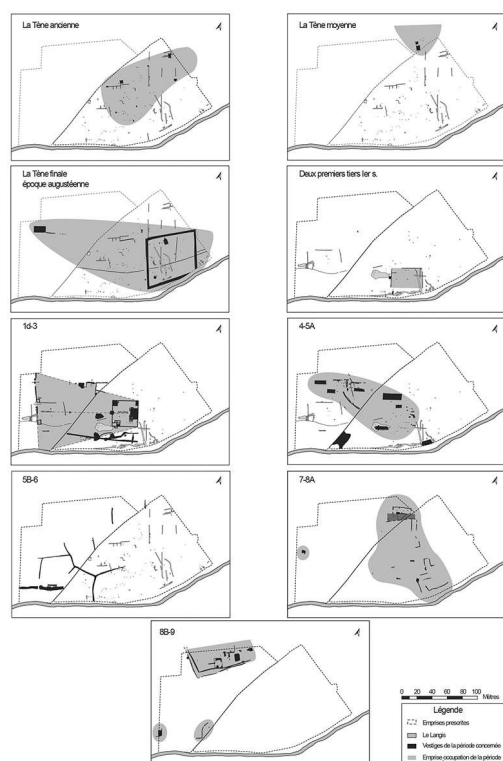 La Tène ancienne
La Tène moyenne
La Tène finale
époque augustéenne
Deux premiers tiers Ier s.
1d-3
4-5A
5B-6
7-8A
8B-9
0 20 40 60 80 100
Mètres
Légende
Emprises prescrites
Le Langis
Vestiges de la période concernée
Emprise-occupation de la période